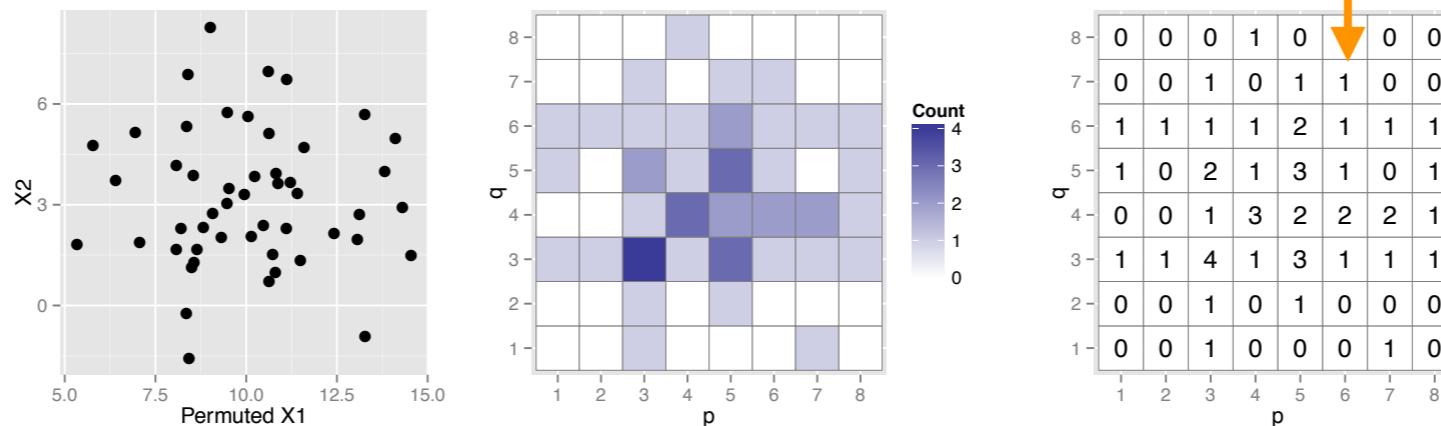 X2
6
3
0
5.0 7.5 10.0 12.5 15.0
Permuted X1
q
8
7
6
5
4
3
2
1
1 2 3 4 5 6 7 8
p
Count
4
3
2
1
0
q
8 0 0 0 1 0 0 0
7 0 0 1 0 1 1 0 0
6 1 1 1 1 2 1 1 1
5 1 0 2 1 3 1 0 1
4 0 0 1 3 2 2 2 1
3 1 1 4 1 3 1 1 1
2 0 0 1 0 1 0 0 0
1 0 0 1 0 0 0 1 0
1 2 3 4 5 6 7 8
p